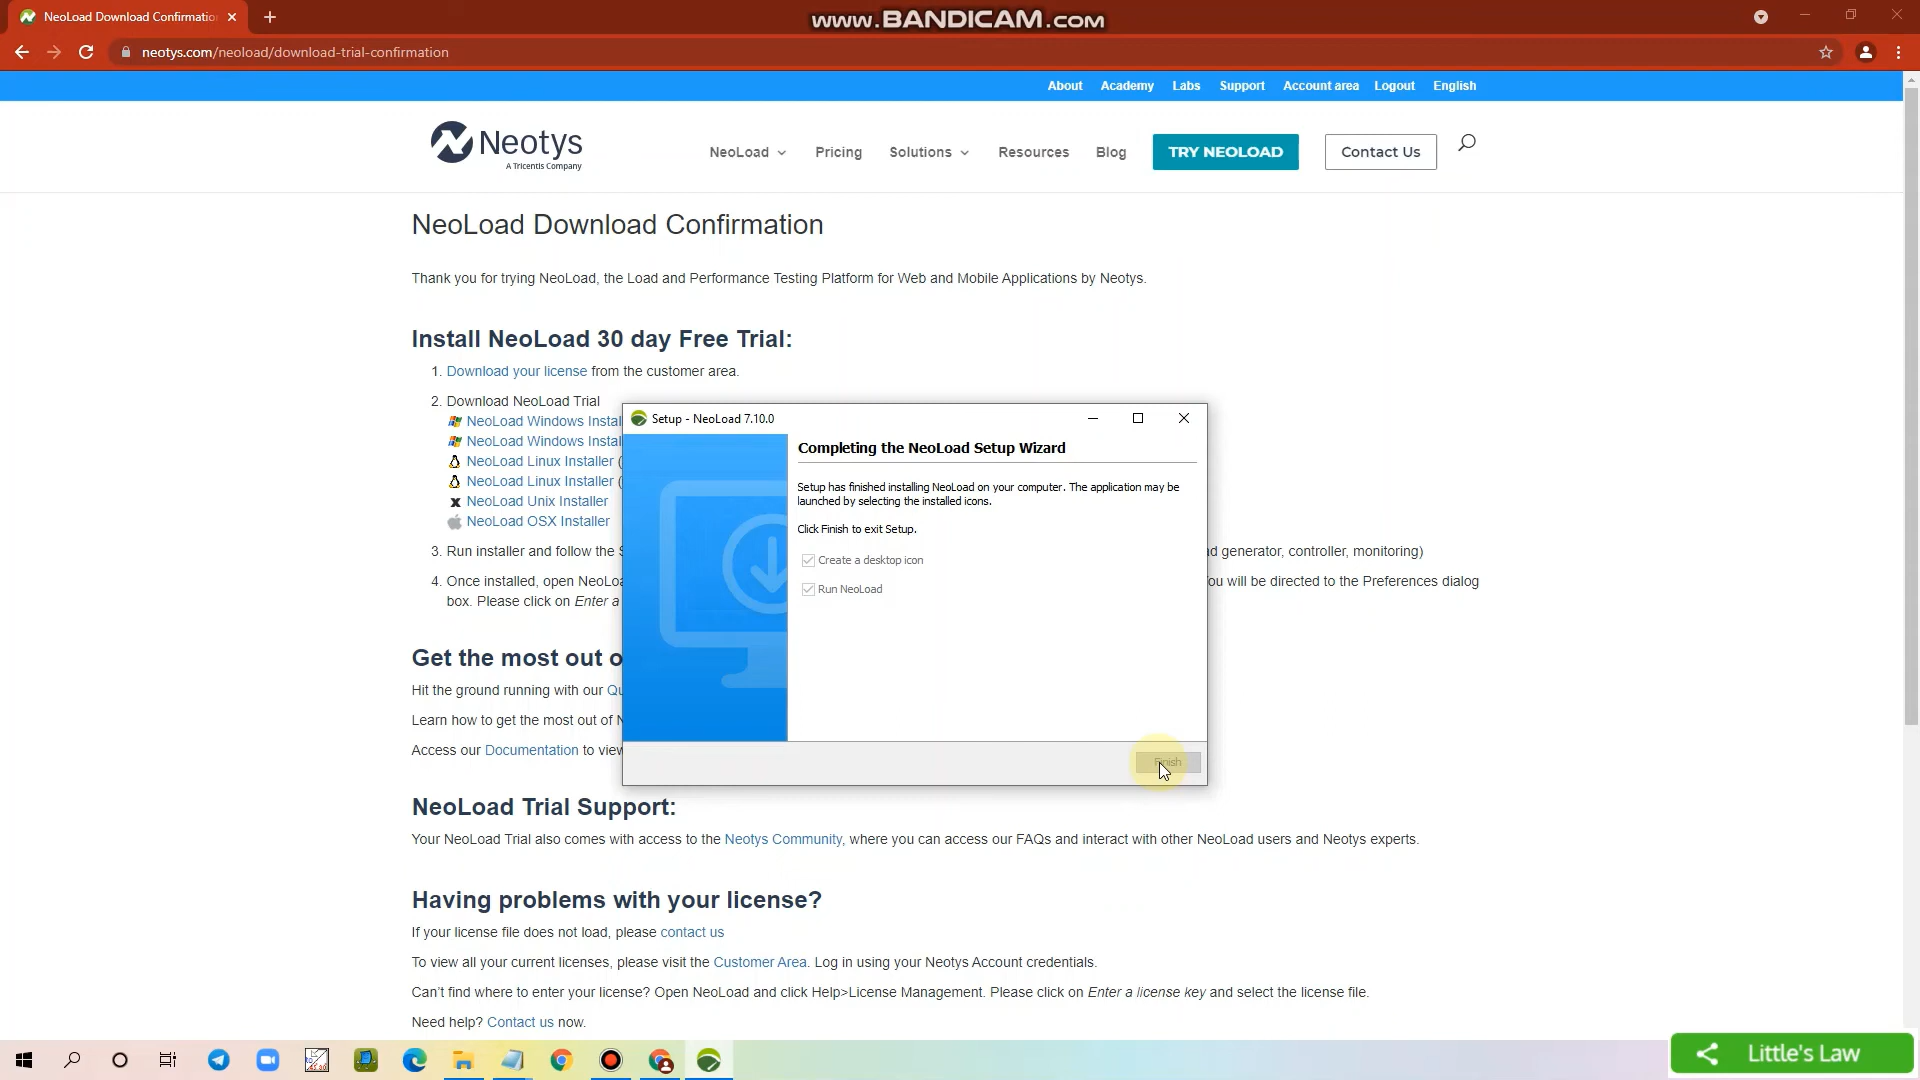 NeoLoad Download Confirmatio
www.BANDICAM.com
neotys.com/neoload/download-trial-confirmation
About Academy Labs Support Account area Logout English
Neotys
A Tricentis Company
NeoLoad Pricing Solutions Resources Blog TRY NEOLOAD Contact Us
NeoLoad Download Confirmation
Thank you for trying NeoLoad, the Load and Performance Testing Platform for Web and Mobile Applications by Neotys.
Install NeoLoad 30 day Free Trial:
1. Download your license from the customer area.
2. Download NeoLoad Trial
NeoLoad Windows Instal
NeoLoad Windows Instal
NeoLoad Linux Installer (
NeoLoad Linux Installer (
NeoLoad Unix Installer
NeoLoad OSX Installer
3. Run installer and follow the S
d generator, controller, monitoring)
4. Once installed, open NeoLoa
ou will be directed to the Preferences dialog
box. Please click on Enter a
Setup - NeoLoad 7.10.0
Completing the NeoLoad Setup Wizard
Setup has finished installing NeoLoad on your computer. The application may be
launched by selecting the installed icons.
Click Finish to exit Setup.
Create a desktop icon
Run NeoLoad
Finish
Get the most out o
Hit the ground running with our Qu
Learn how to get the most out of N
Access our Documentation to view
NeoLoad Trial Support:
Your NeoLoad Trial also comes with access to the Neotys Community, where you can access our FAQs and interact with other NeoLoad users and Neotys experts.
Having problems with your license?
If your license file does not load, please contact us
To view all your current licenses, please visit the Customer Area. Log in using your Neotys Account credentials.
Can't find where to enter your license? Open NeoLoad and click Help>License Management. Please click on Enter a license key and select the license file.
Need help? Contact us now.
Little's Law